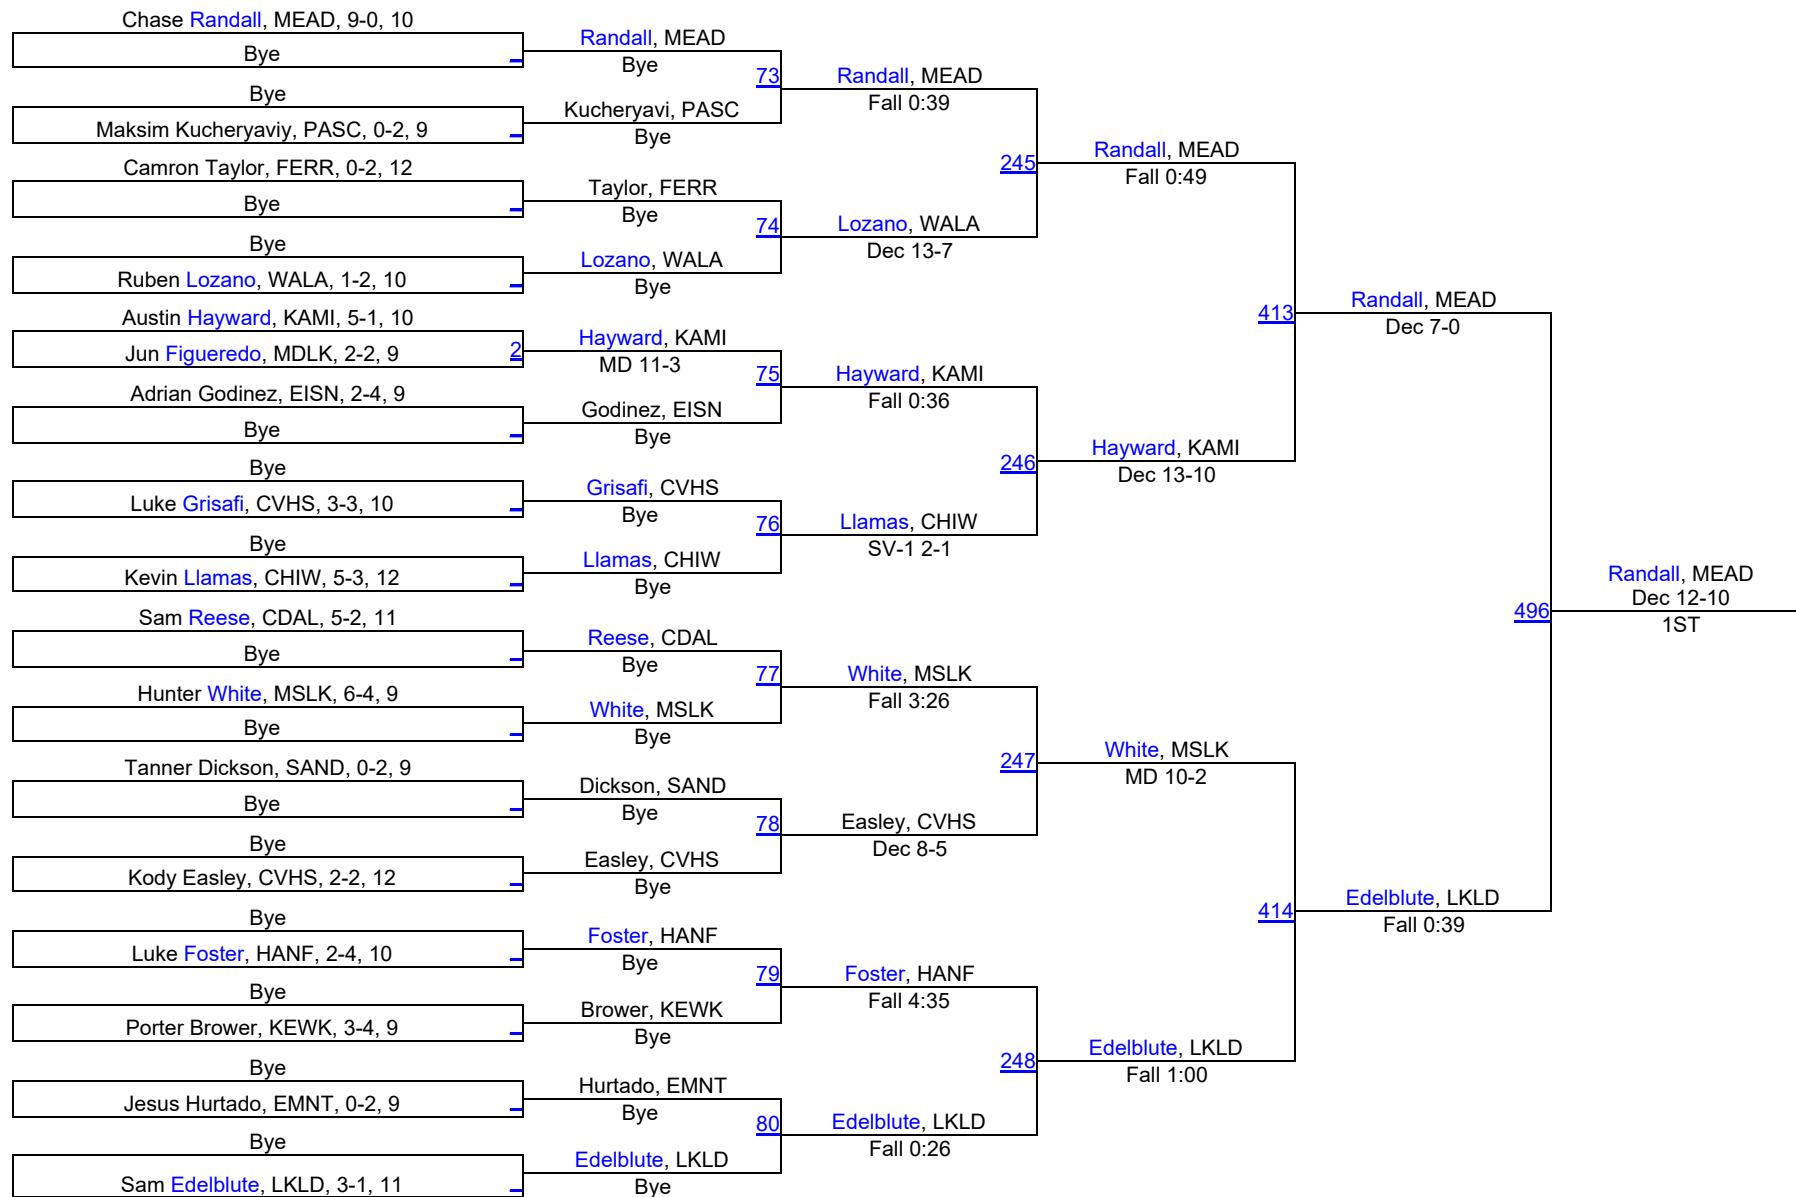 Chase Randall, MEAD, 9-0, 10
Bye
Bye
Maksim Kucheryaviy, PASC, 0-2, 9
Camron Taylor, FERR, 0-2, 12
Bye
Bye
Ruben Lozano, WALA, 1-2, 10
Austin Hayward, KAMI, 5-1, 10
Jun Figueredo, MDLK, 2-2, 9
2
Adrian Godinez, EISN, 2-4, 9
Bye
Bye
Luke Grisafi, CVHS, 3-3, 10
Bye
Kevin Llamas, CHIW, 5-3, 12
Sam Reese, CDAL, 5-2, 11
Bye
Hunter White, MSLK, 6-4, 9
Bye
Tanner Dickson, SAND, 0-2, 9
Bye
Bye
Kody Easley, CVHS, 2-2, 12
Bye
Luke Foster, HANF, 2-4, 10
Bye
Porter Brower, KEWK, 3-4, 9
Bye
Jesus Hurtado, EMNT, 0-2, 9
Bye
Sam Edelblute, LKLD, 3-1, 11
Randall, MEAD
Bye
73
Kucheryavi, PASC
Bye
Taylor, FERR
Bye
74
Lozano, WALA
Bye
Hayward, KAMI
MD 11-3
75
Godinez, EISN
Bye
Grisafi, CVHS
Bye
76
Llamas, CHIW
Bye
Reese, CDAL
Bye
77
White, MSLK
Bye
Dickson, SAND
Bye
78
Easley, CVHS
Bye
Foster, HANF
Bye
79
Brower, KEWK
Bye
Hurtado, EMNT
Bye
80
Edelblute, LKLD
Bye
Randall, MEAD
Fall 0:39
245
Lozano, WALA
Dec 13-7
Hayward, KAMI
Fall 0:36
246
Llamas, CHIW
SV-1 2-1
White, MSLK
Fall 3:26
247
Easley, CVHS
Dec 8-5
Foster, HANF
Fall 4:35
248
Edelblute, LKLD
Fall 0:26
Randall, MEAD
Fall 0:49
413
Hayward, KAMI
Dec 13-10
White, MSLK
MD 10-2
414
Edelblute, LKLD
Fall 1:00
Randall, MEAD
Dec 7-0
496
Edelblute, LKLD
Fall 0:39
Randall, MEAD
Dec 12-10
1ST